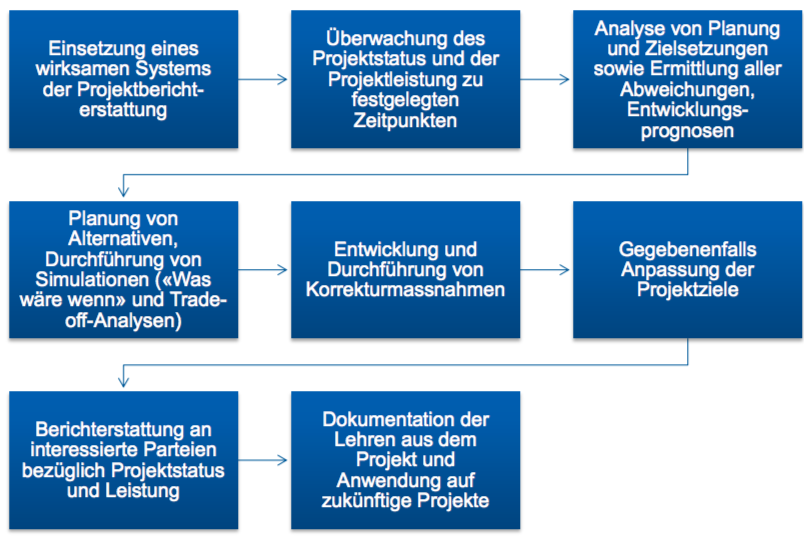 Einsetzung eines
wirksamen Systems
der Projektbericht-
erstattung
Überwachung des
Projektstatus und der
Projektleistung zu
festgelegten
Zeitpunkten
Analyse von Planung
und Zielsetzungen
sowie Ermittlung aller
Abweichungen,
Entwicklungs-
prognosen
Planung von
Alternativen,
Durchführung von
Simulationen («Was
wäre wenn» und Trade-
off-Analysen)
Entwicklung und
Durchführung von
Korrekturmassnahmen
Gegebenenfalls
Anpassung der
Projektziele
Berichterstattung an
interessierte Parteien
bezüglich Projektstatus
und Leistung
Dokumentation der
Lehren aus dem
Projekt und
Anwendung auf
zukünftige Projekte